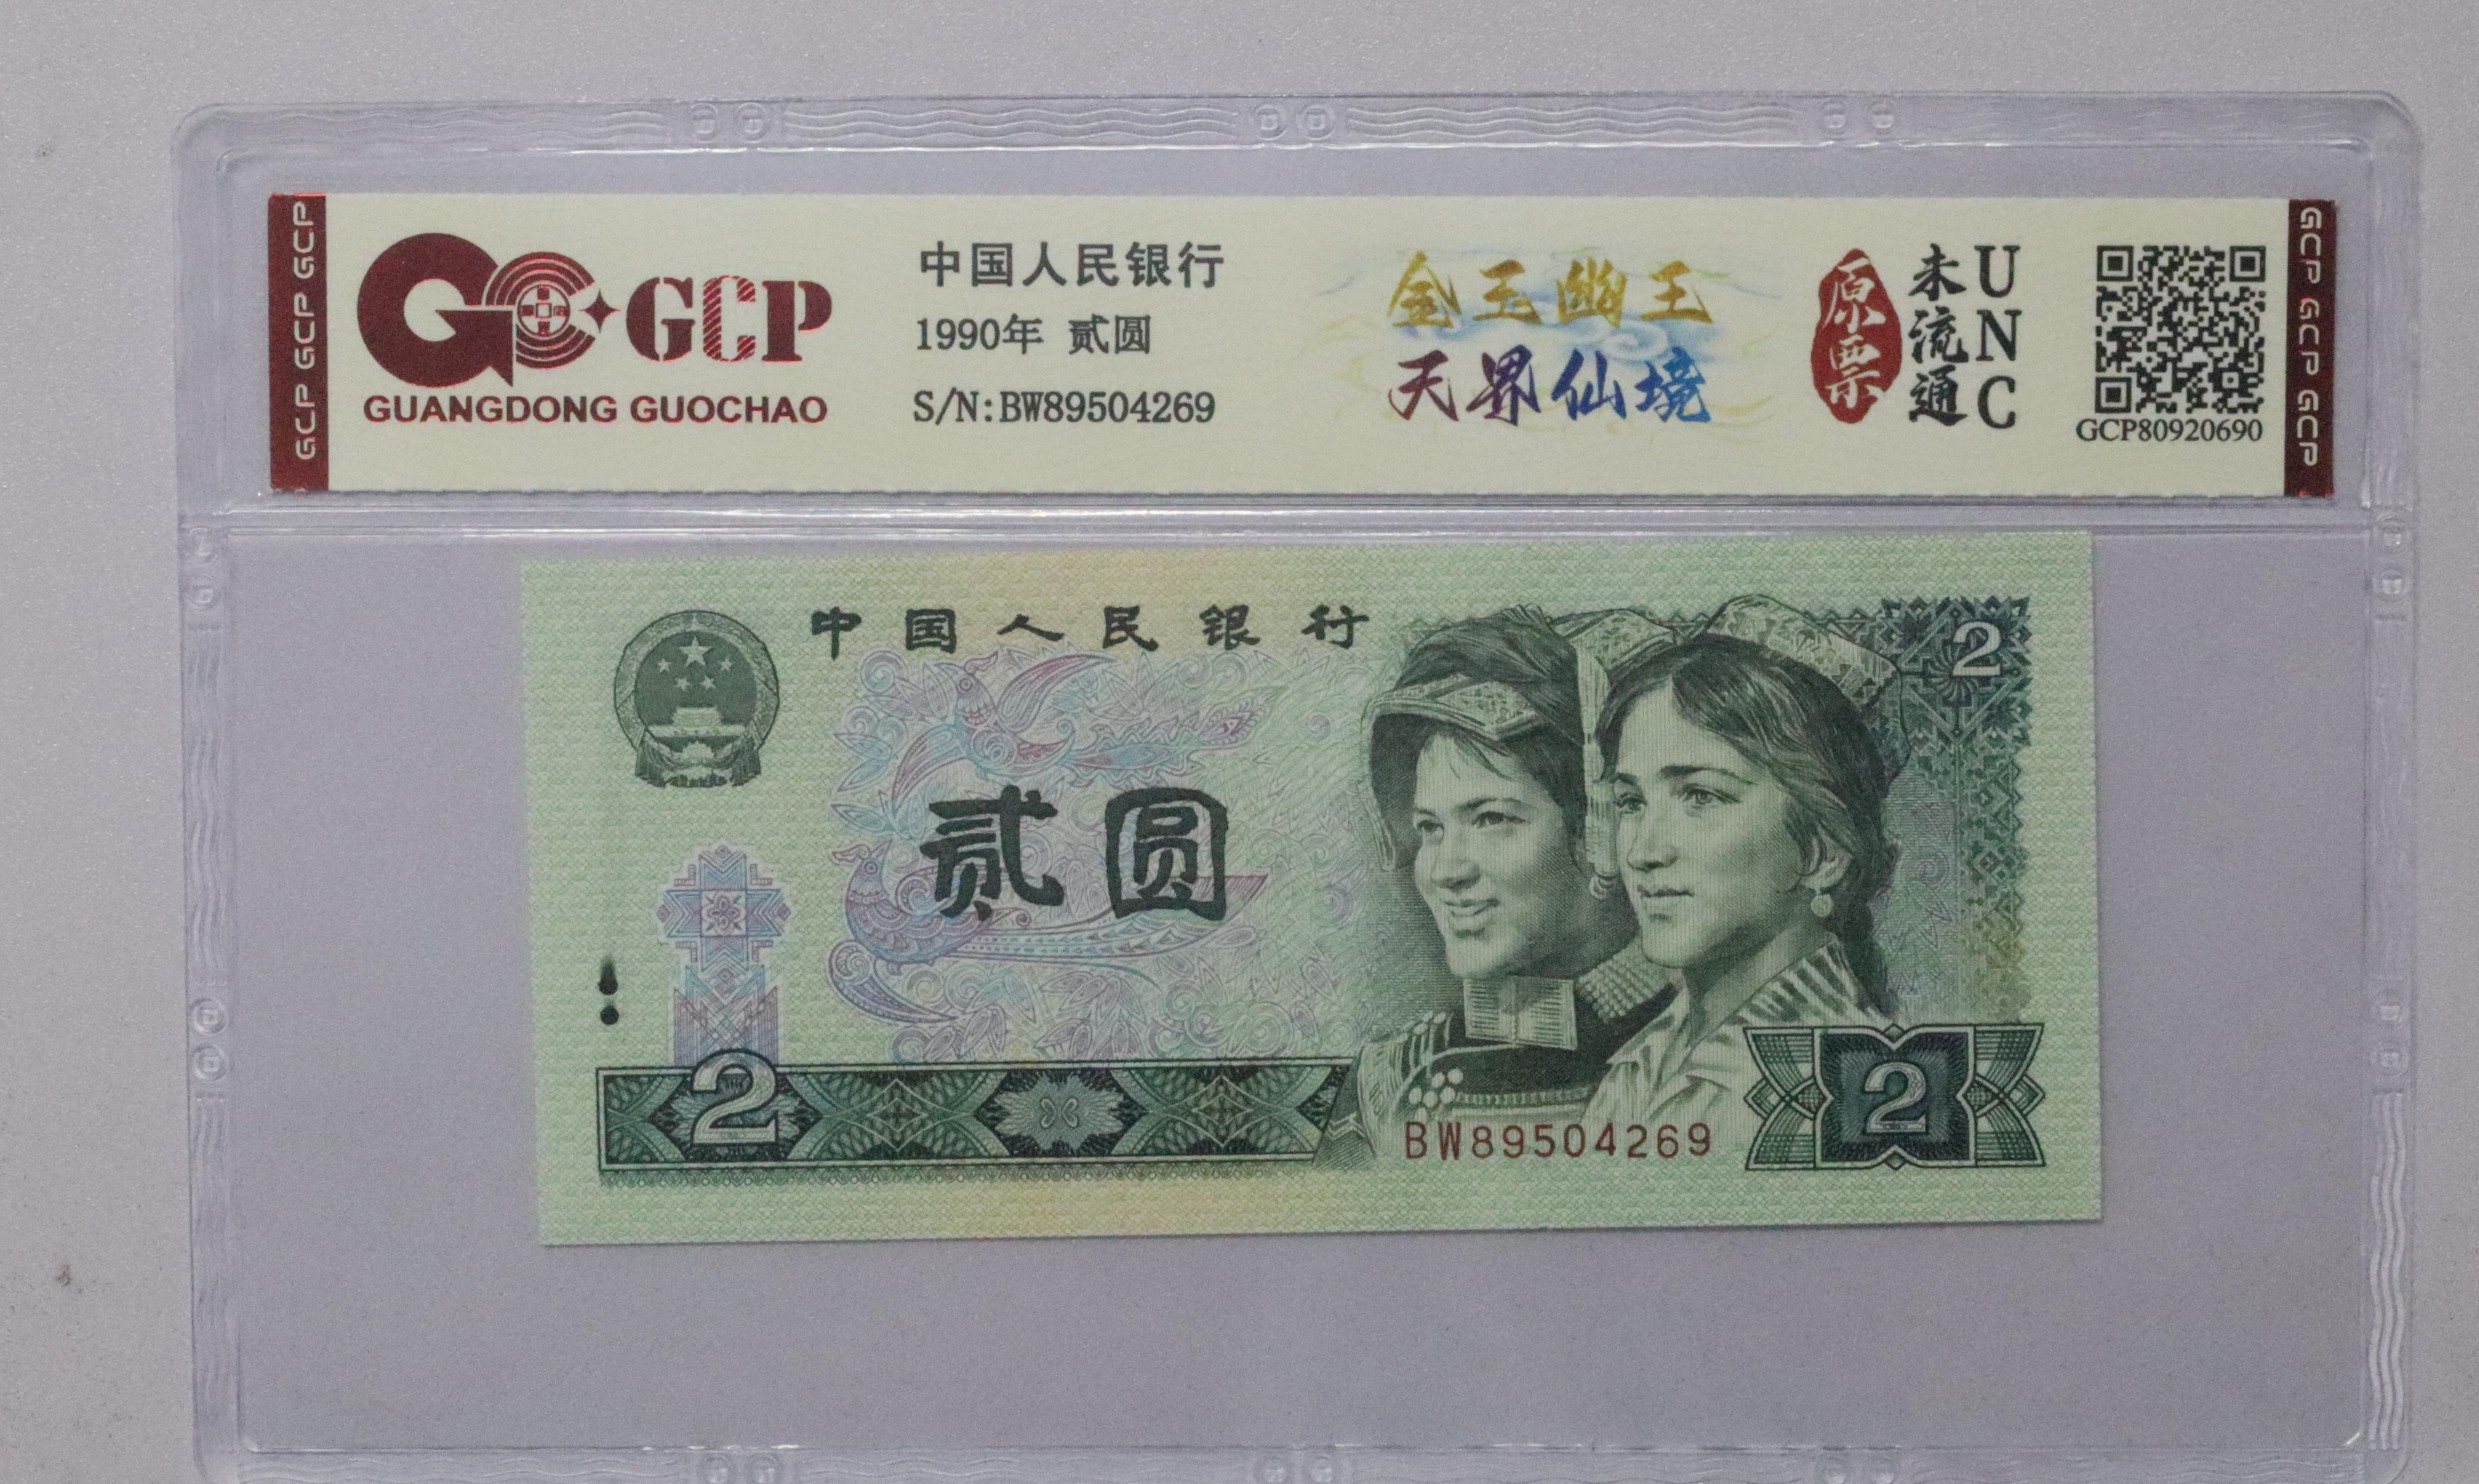 GCP GCP GCP
GCP
GUANGDONG GUOCHAO
中国人民银行
1990年 贰圆
S/N:BW89504269
金玉幽王
天界仙境
原票
未流通
UNC
GCP80920690
GCP GCP GCP
中国人民银行
2
贰圆
2
BW89504269
2